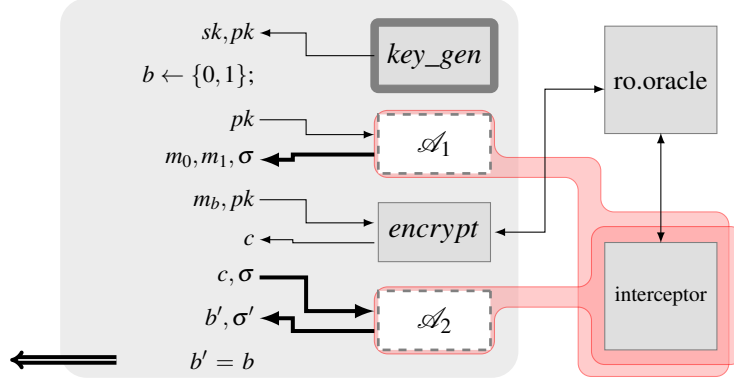 sk, pk
key_gen
ro.oracle
b ← {0,1};
pk
𝒜₁
m₀, m₁, σ
m_b, pk
encrypt
c
c, σ
interceptor
b′, σ′
𝒜₂
b′ = b